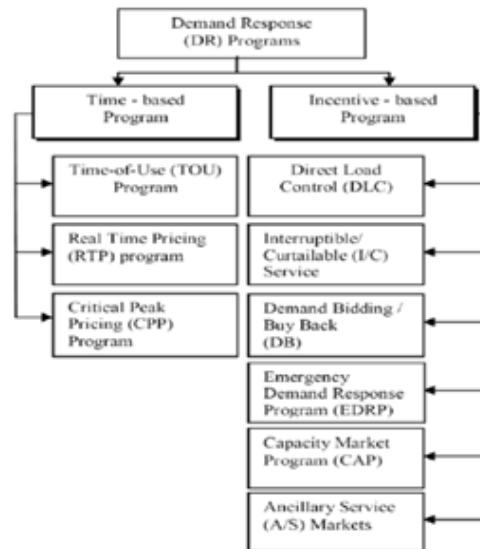 Demand Response
(DR) Programs
Time - based
Program
Incentive - based
Program
Time-of-Use (TOU)
Program
Real Time Pricing
(RTP) program
Critical Peak
Pricing (CPP)
Program
Direct Load
Control (DLC)
Interruptible/
Curtailable (I/C)
Service
Demand Bidding /
Buy Back
(DB)
Emergency
Demand Response
Program (EDRP)
Capacity Market
Program (CAP)
Ancillary Service
(A/S) Markets